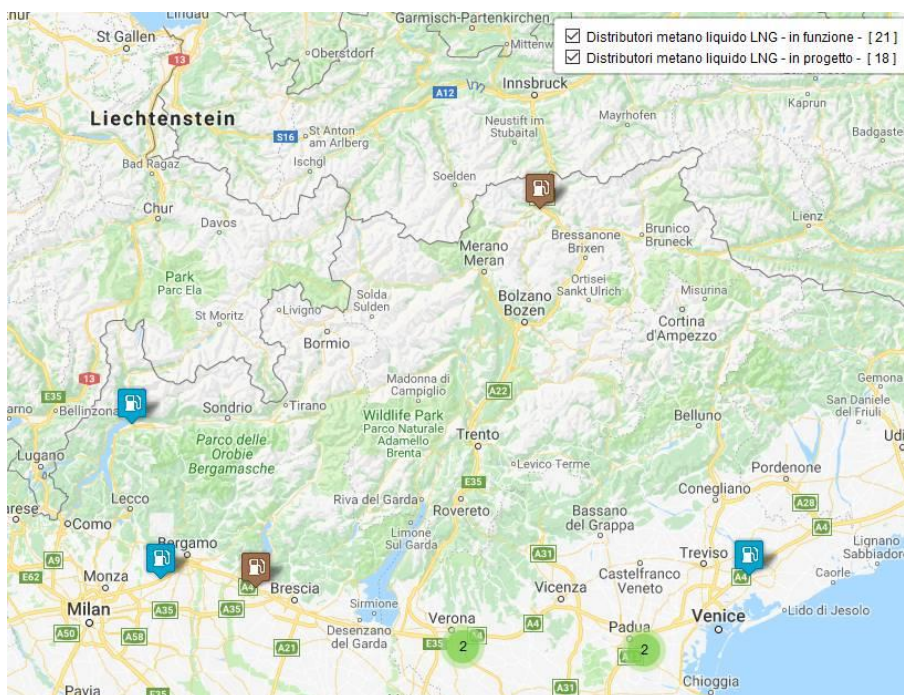 Lindau
Garmisch-Partenkirchen
Distributori metano liquido LNG - in funzione - [ 21 ]
Distributori metano liquido LNG - in progetto - [ 18 ]
St Gallen
13
Oberstdorf
Innsbruck
A12
Kaprun
Liechtenstein
S16
St Anton
am Arlberg
Neustift im
Stubaital
Mayrhofen
Badgastein
Bad Ragaz
Ischgl
Soelden
Chur
Davos
Lienz
Merano
Meran
Bressanone
Brixen
Brunico
Bruneck
Park
Parc Ela
Livigno
Solda
Sulden
Ortisei
Sankt Ulrich
Misurina
St Moritz
Bolzano
Bozen
Cortina
d'Ampezzo
Bormio
13
E35
Bellinzona
Madonna di
Campiglio
A22
Gemona
Sondrio
Tirano
Wildlife Park
Parco Naturale
Adamello
Brenta
San Daniele
del Friuli
Belluno
Parco delle
Orobie
Bergamasche
Trento
Udi
Lugano
Levico Terme
Pordenone
E35
Lecco
Riva del Garda
Rovereto
Conegliano
A28
Como
Limone
Sul Garda
Bassano
del Grappa
A4
Lignano
Sabbiadoro
Bergamo
A9
E62
Monza
A4
A31
Treviso
Castelfranco
Veneto
A4
Caorle
Milan
A35
A35
Brescia
Vicenza
Sirmione
Verona
Venice
Lido di Jesolo
A50
A58
A21
Desenzano
del Garda
E35
2
A4
A4
Padua
2
Pavia
E35
A31
Chioggia